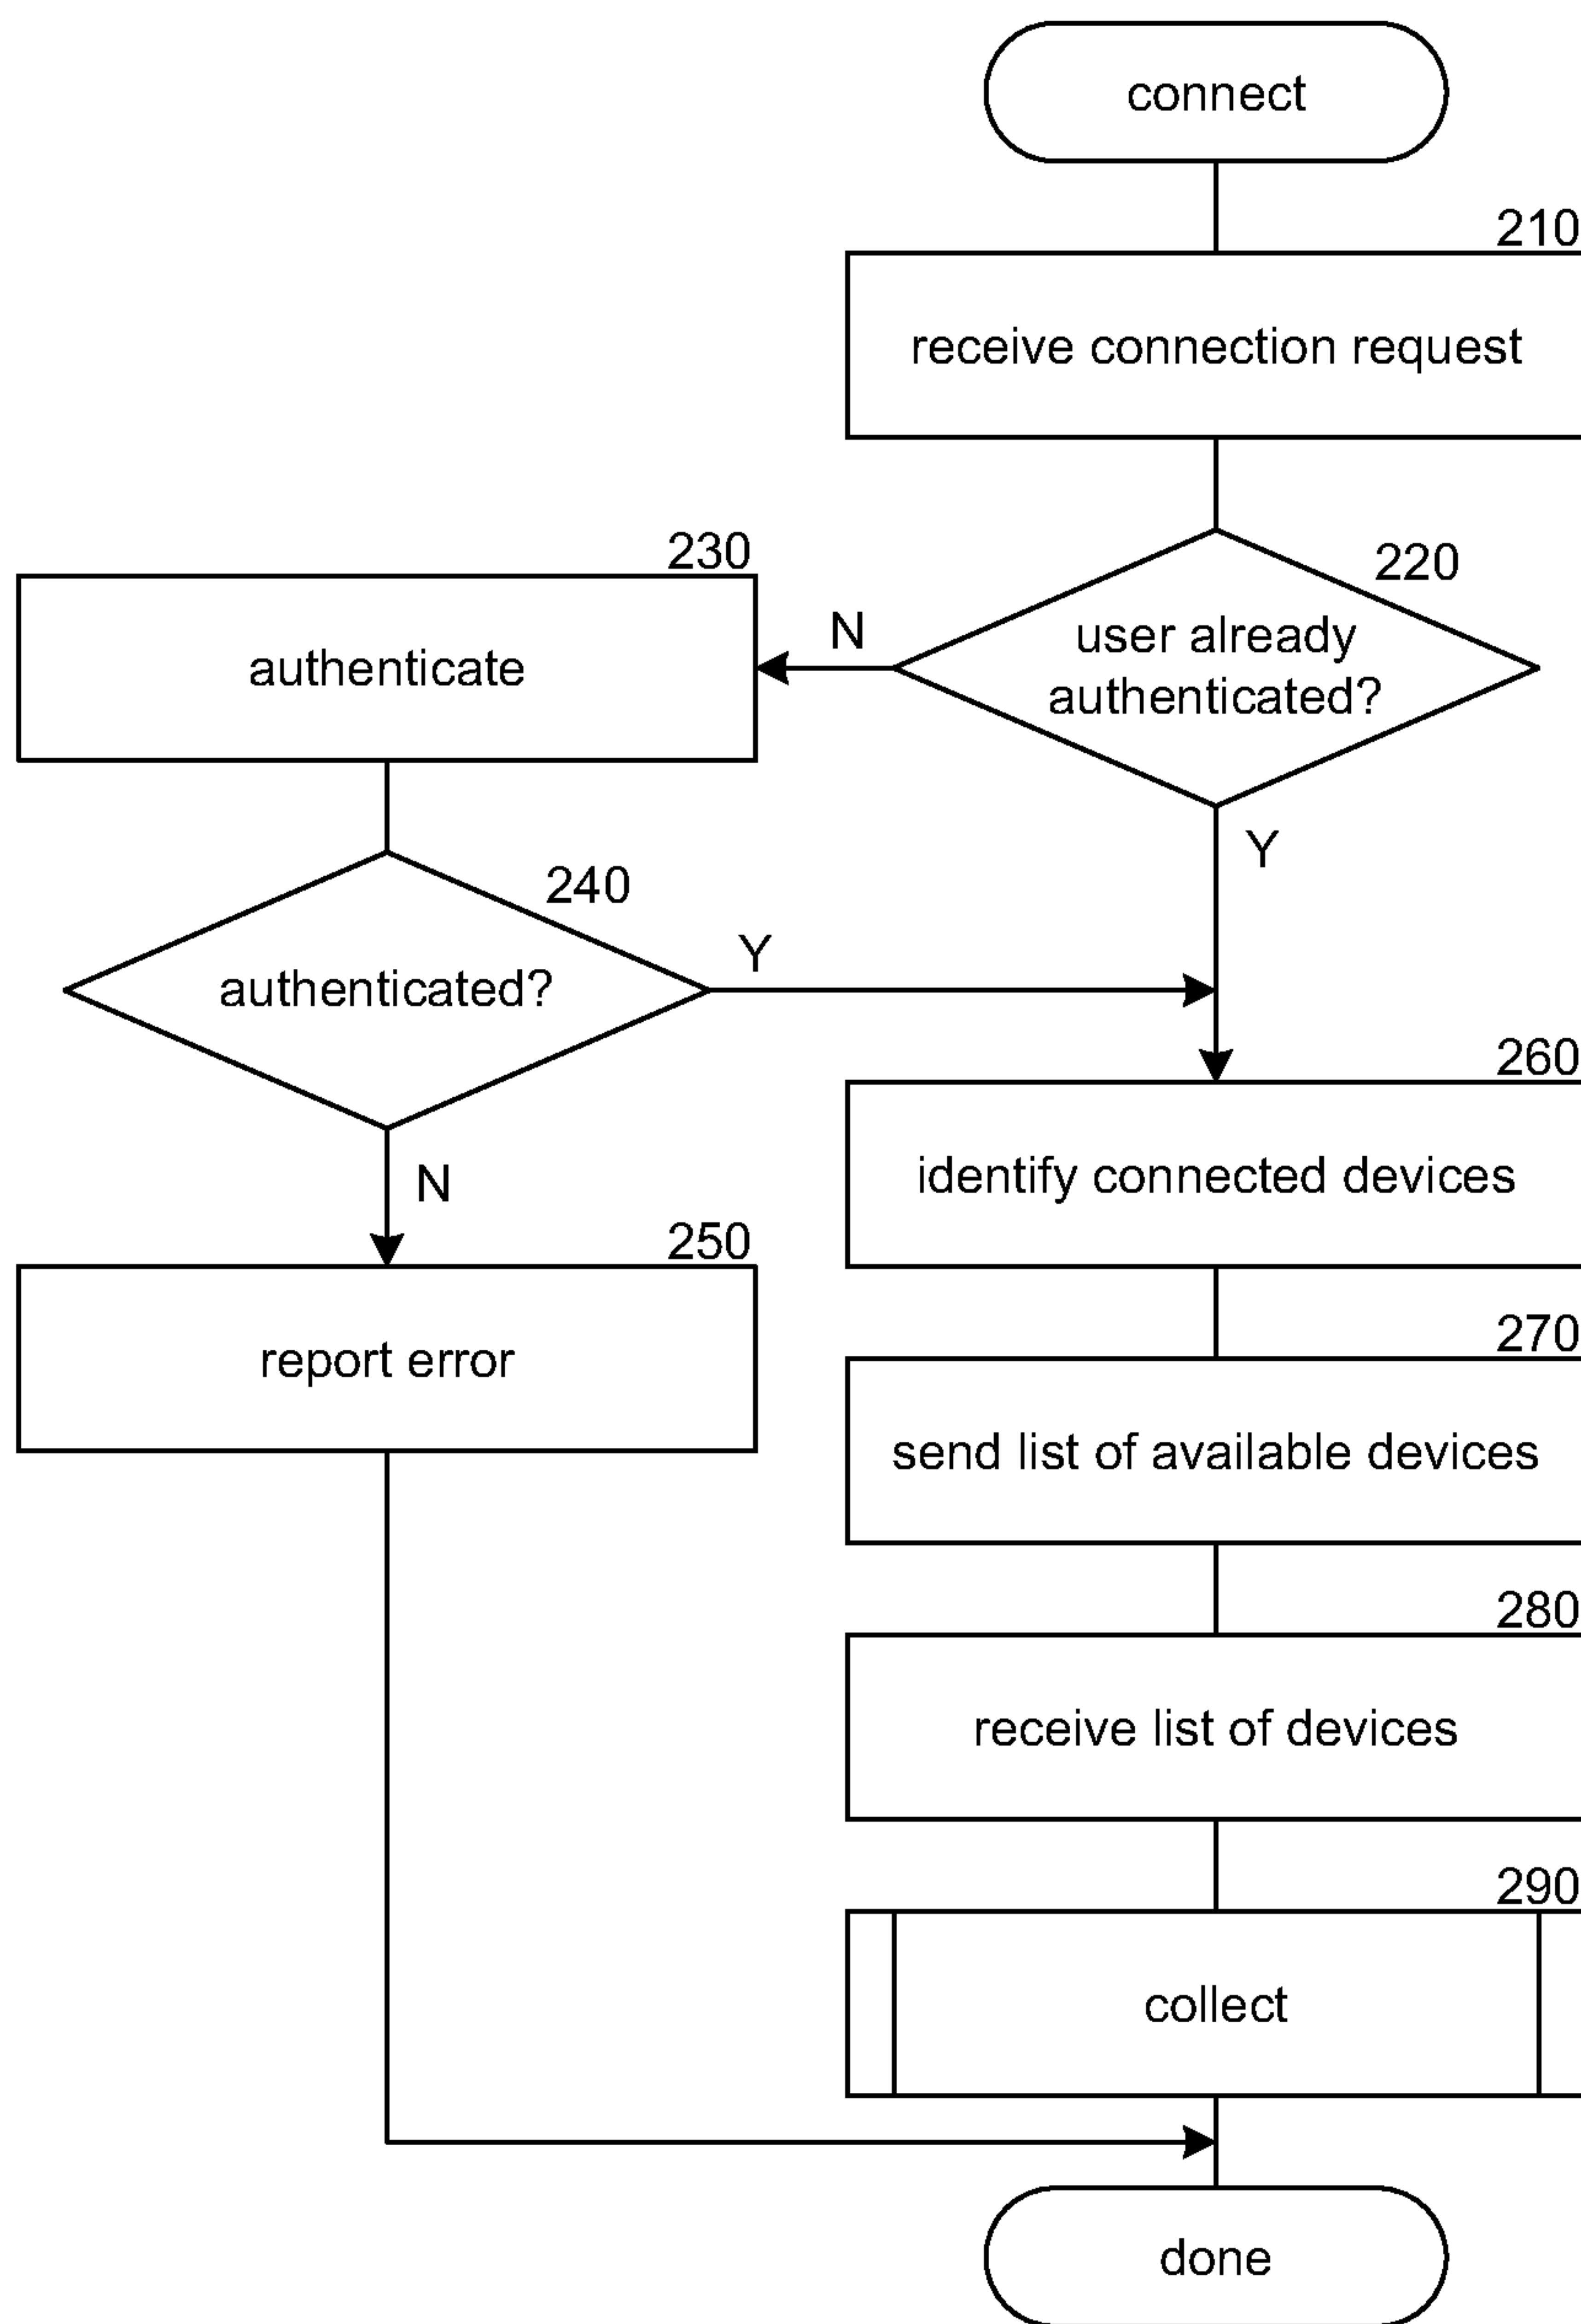 connect
210
receive connection request
220
user already
authenticated?
N
Y
230
authenticate
240
authenticated?
Y
N
250
report error
260
identify connected devices
270
send list of available devices
280
receive list of devices
290
collect
done